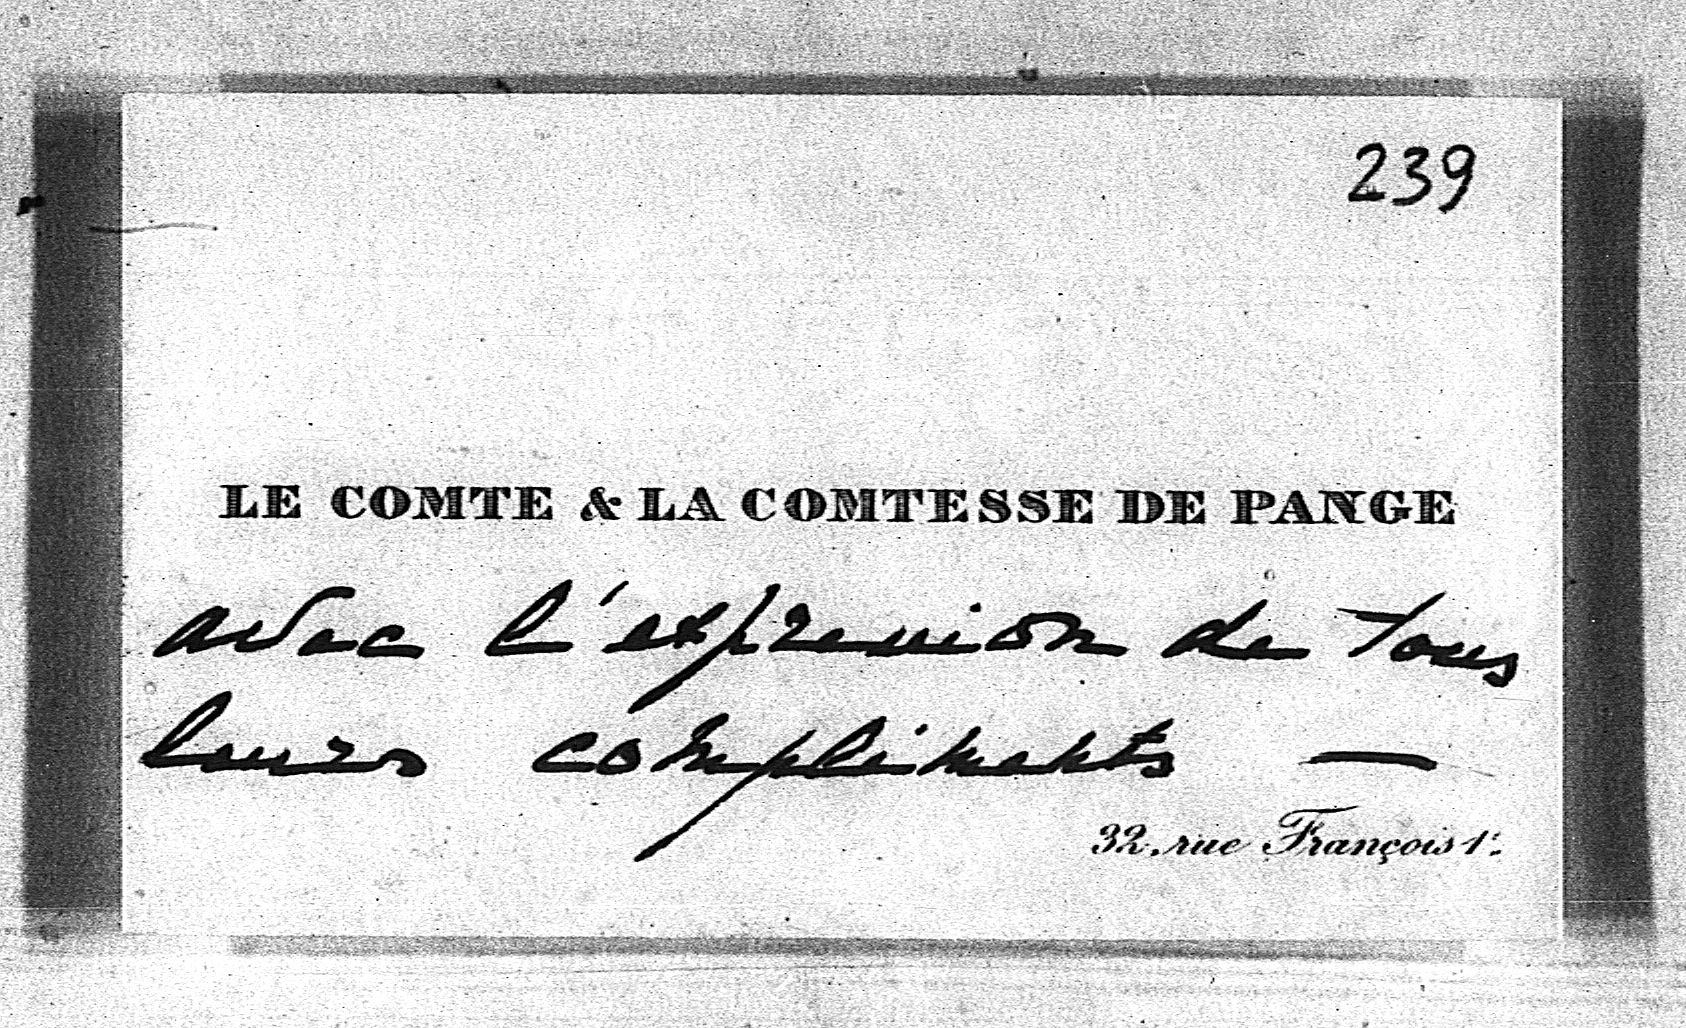 239
LE COMTE & LA COMTESSE DE PANGE
avec l'expression de tous
leurs compliments —
32, rue François 1er.